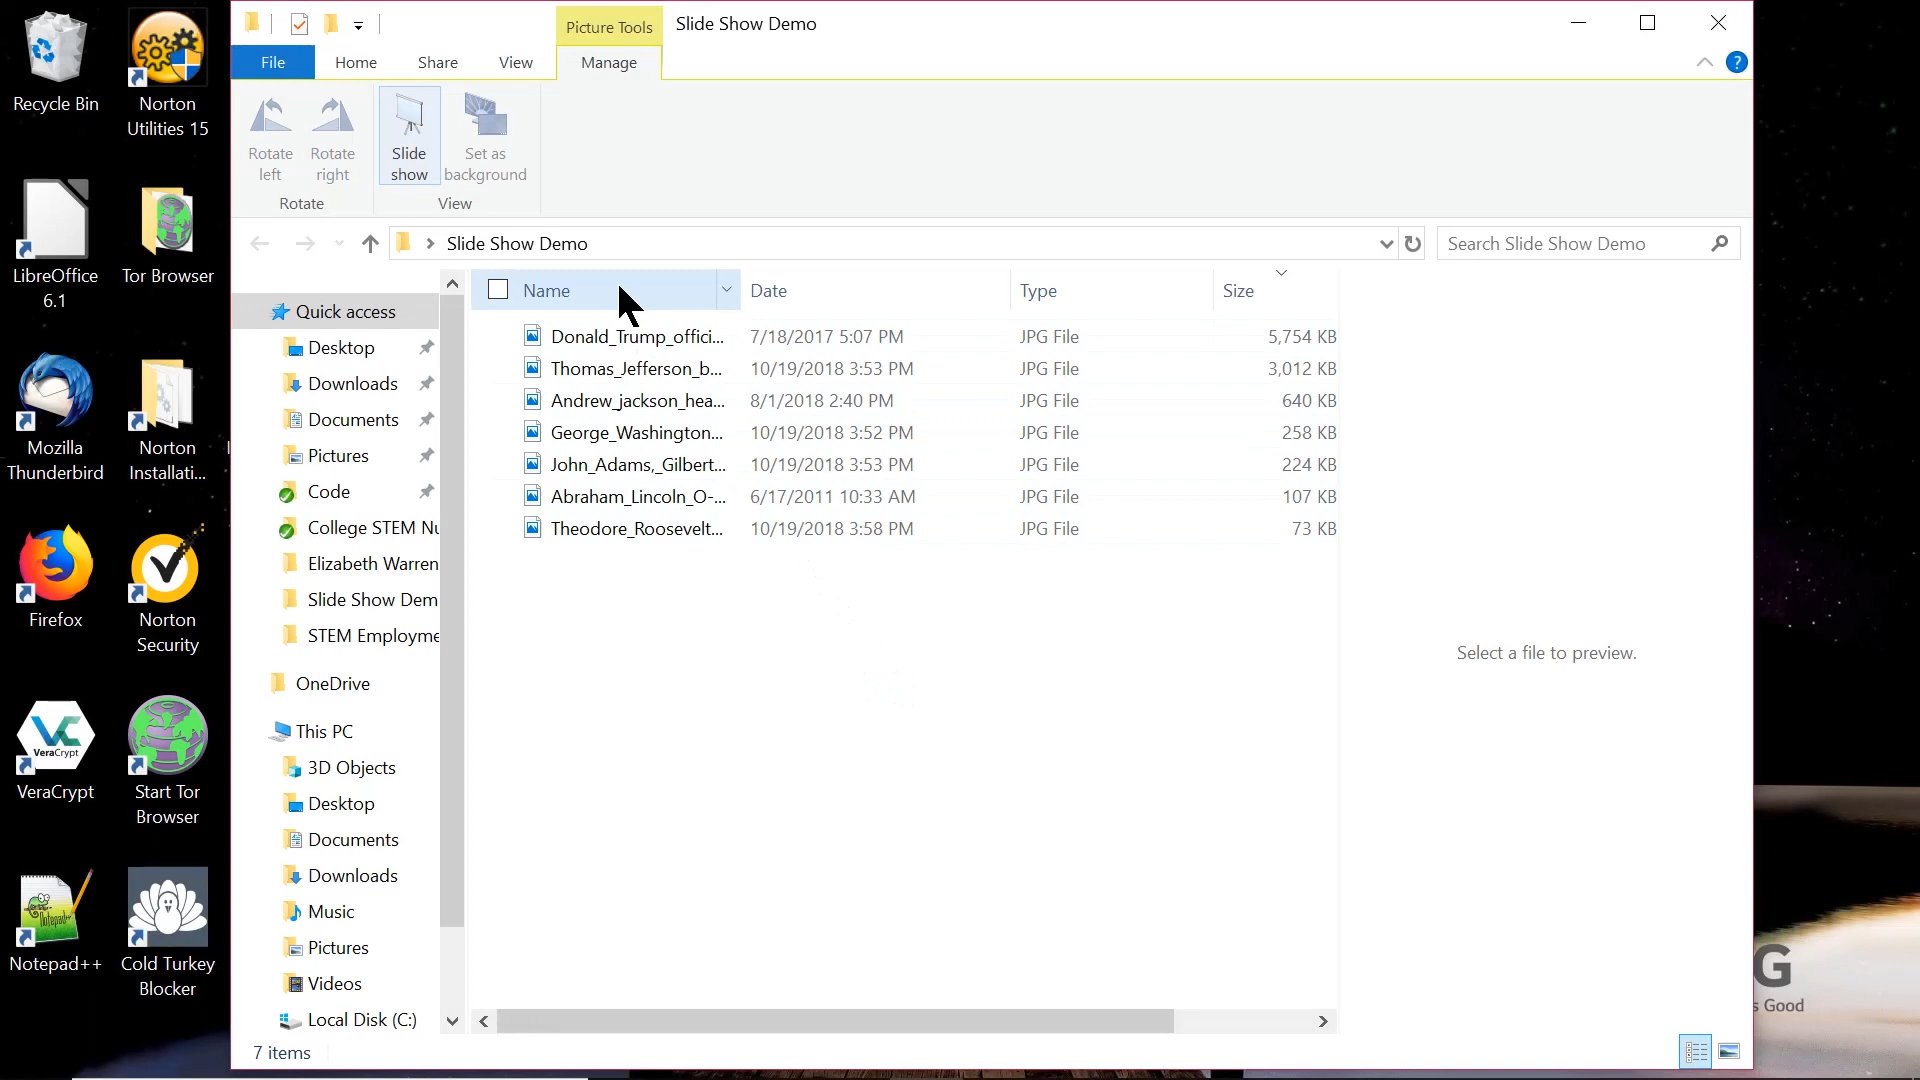 Recycle Bin
Norton
Utilities 15
LibreOffice
6.1
Tor Browser
Mozilla
Thunderbird
Norton
Installati...
Firefox
Norton
Security
VeraCrypt
VeraCrypt
Start Tor
Browser
Notepad++
Notepad++
Cold Turkey
Blocker
Picture Tools
Slide Show Demo
File
Home
Share
View
Manage
?
Rotate
left
Rotate
right
Slide
show
Set as
background
Rotate
View
Slide Show Demo
Search Slide Show Demo
Quick access
Desktop
Downloads
Documents
Pictures
Code
College STEM Nu
Elizabeth Warren
Slide Show Dem
STEM Employme
OneDrive
This PC
3D Objects
Desktop
Documents
Downloads
Music
Pictures
Videos
Local Disk (C:)
Name Date Type Size
Donald_Trump_offici... 7/18/2017 5:07 PM JPG File 5,754 KB
Thomas_Jefferson_b... 10/19/2018 3:53 PM JPG File 3,012 KB
Andrew_jackson_hea... 8/1/2018 2:40 PM JPG File 640 KB
George_Washington... 10/19/2018 3:52 PM JPG File 258 KB
John_Adams,_Gilbert... 10/19/2018 3:53 PM JPG File 224 KB
Abraham_Lincoln_O-... 6/17/2011 10:33 AM JPG File 107 KB
Theodore_Roosevelt... 10/19/2018 3:58 PM JPG File 73 KB
Select a file to preview.
7 items
G
s Good